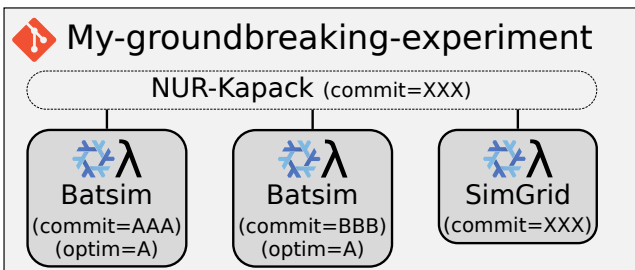 My-groundbreaking-experiment
NUR-Kapack (commit=XXX)
λ
Batsim
(commit=AAA)
(optim=A)
λ
Batsim
(commit=BBB)
(optim=A)
λ
SimGrid
(commit=XXX)